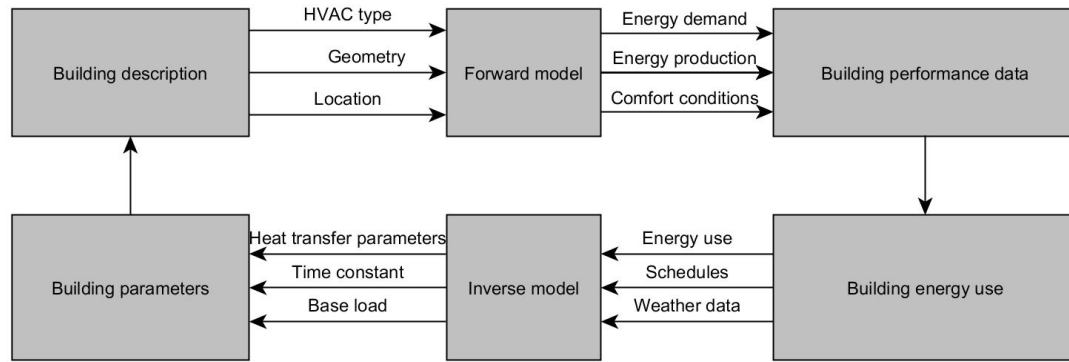 Building description
HVAC type
Geometry
Location
Forward model
Energy demand
Energy production
Comfort conditions
Building performance data
Building parameters
Heat transfer parameters
Time constant
Base load
Inverse model
Energy use
Schedules
Weather data
Building energy use